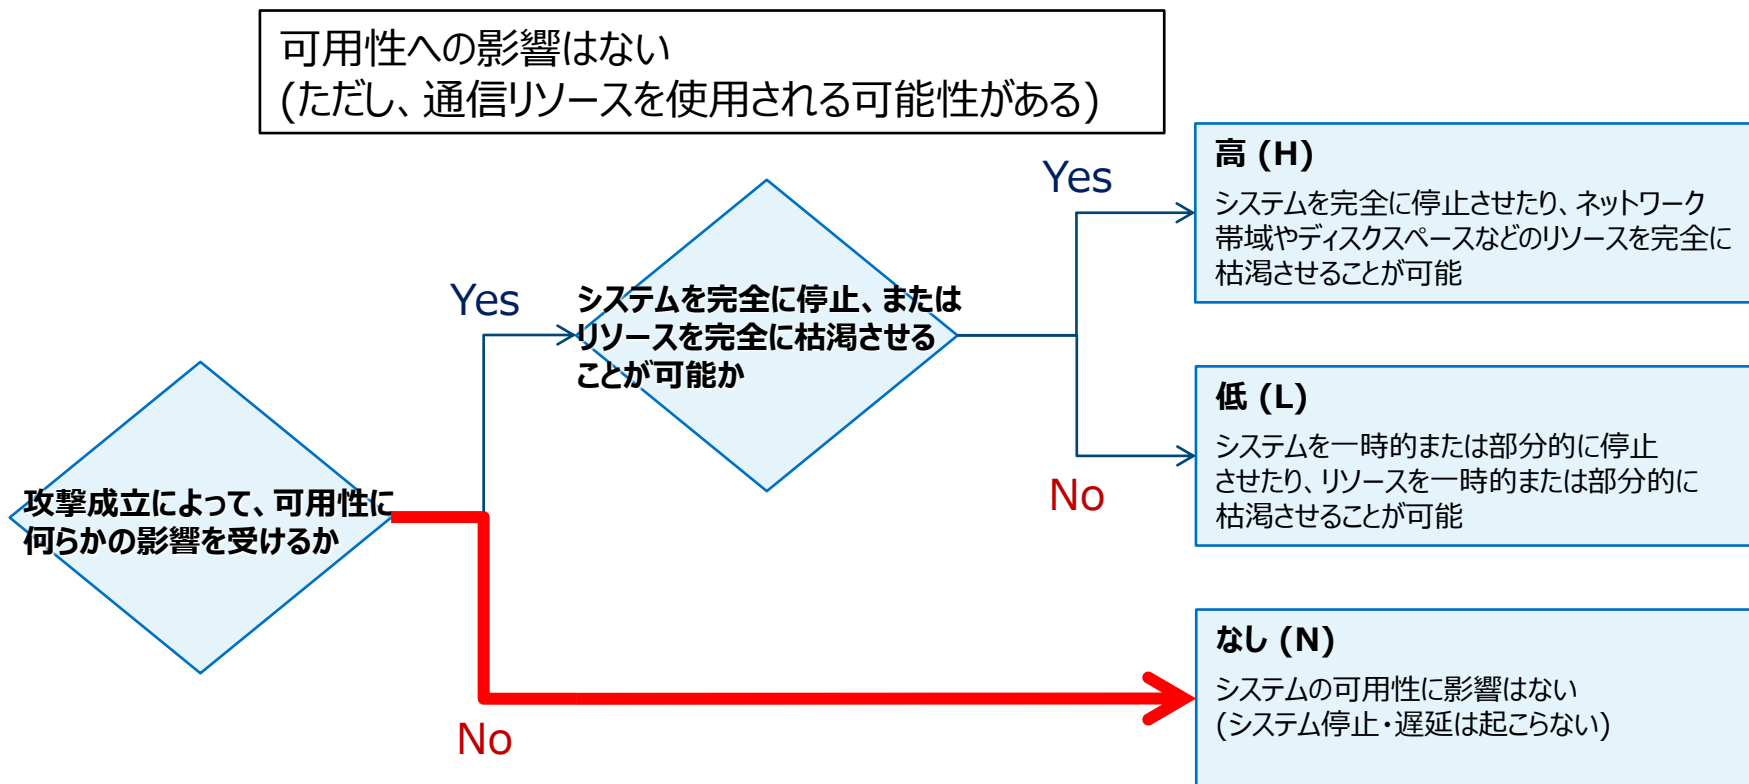 可用性への影響はない
(ただし、通信リソースを使用される可能性がある)
高 (H)
システムを完全に停止させたり、ネットワーク
帯域やディスクスペースなどのリソースを完全に
枯渇させることが可能
Yes
Yes
システムを完全に停止、または
リソースを完全に枯渇させる
ことが可能か
低 (L)
システムを一時的または部分的に停止
させたり、リソースを一時的または部分的に
枯渇させることが可能
No
攻撃成立によって、可用性に
何らかの影響を受けるか
なし (N)
システムの可用性に影響はない
(システム停止・遅延は起こらない)
No